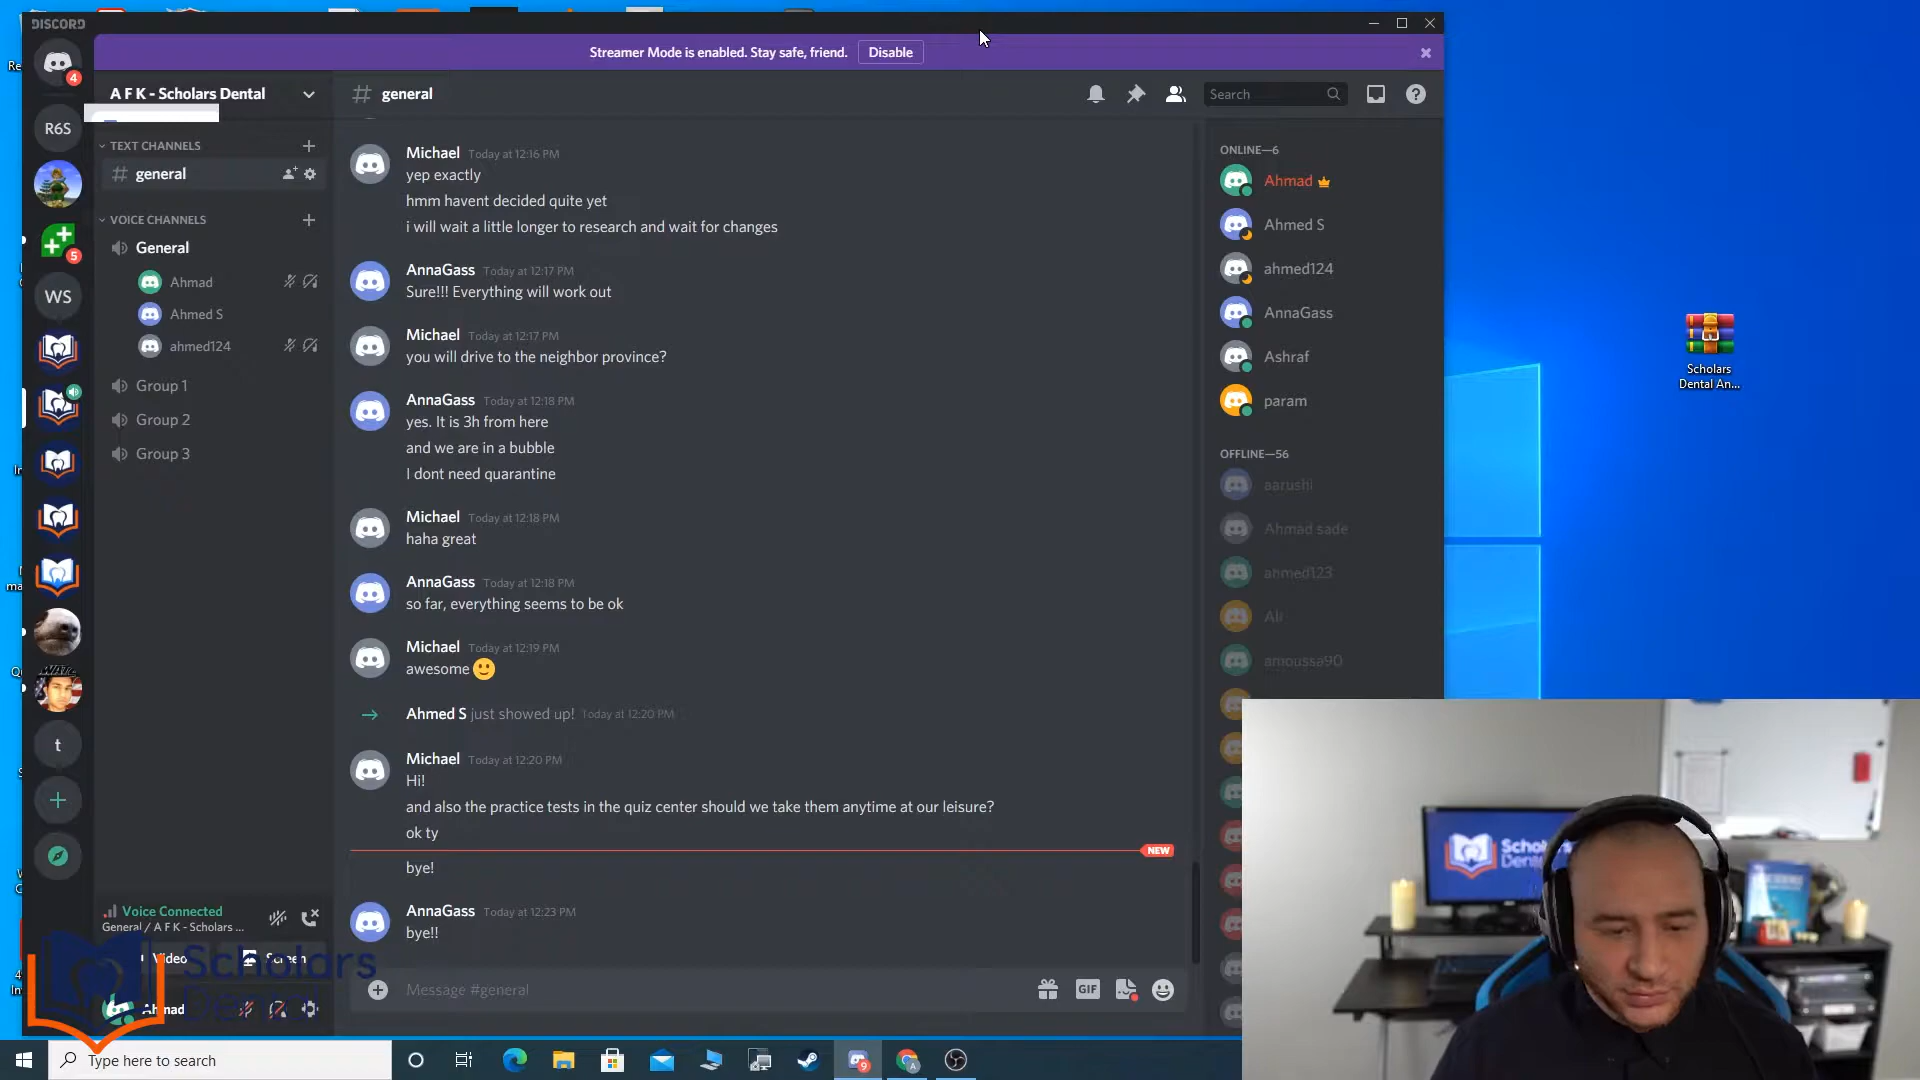 DISCORD
Streamer Mode is enabled. Stay safe, friend.
Disable
4
A F K - Scholars Dental
general
Search
R6S
TEXT CHANNELS
general
VOICE CHANNELS
General
Ahmad
Ahmed S
ahmed124
Group 1
Group 2
Group 3
5
WS
t
Michael Today at 12:16 PM
yep exactly
hmm havent decided quite yet
i will wait a little longer to research and wait for changes
AnnaGass Today at 12:17 PM
Sure!!! Everything will work out
Michael Today at 12:17 PM
you will drive to the neighbor province?
AnnaGass Today at 12:18 PM
yes. It is 3h from here
and we are in a bubble
I dont need quarantine
Michael Today at 12:18 PM
haha great
AnnaGass Today at 12:18 PM
so far, everything seems to be ok
Michael Today at 12:19 PM
awesome
Ahmed S just showed up! Today at 12:20 PM
Michael Today at 12:20 PM
Hi!
and also the practice tests in the quiz center should we take them anytime at our leisure?
ok ty
NEW
bye!
AnnaGass Today at 12:23 PM
bye!!
Message #general
GIF
ONLINE—6
Ahmad
Ahmed S
ahmed124
AnnaGass
Ashraf
param
OFFLINE—56
aarushi
Ahmad sade
ahmed123
Ali
amoussa90
Voice Connected
General / A F K - Scholars ...
Video
Screen
Ahmad
Scholars
Dental
Scholars
Dental An...
Type here to search
9
A